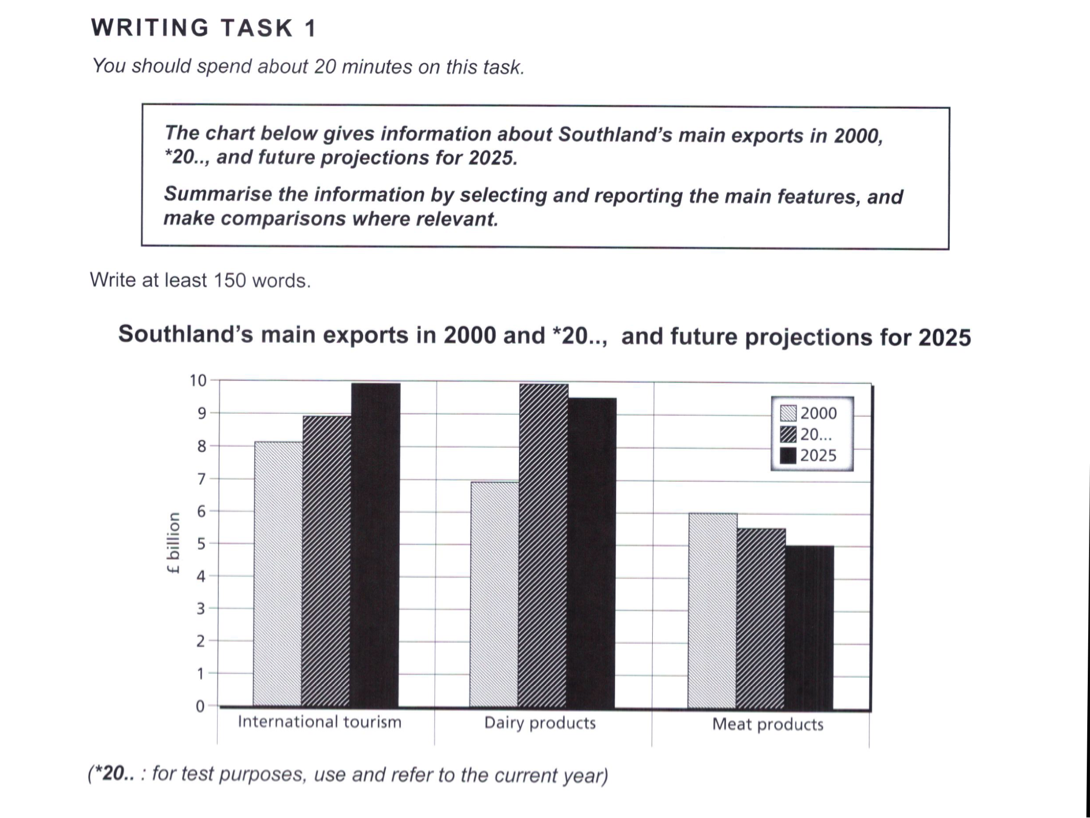 WRITING TASK 1
You should spend about 20 minutes on this task.
The chart below gives information about Southland's main exports in 2000,
*20.., and future projections for 2025.
Summarise the information by selecting and reporting the main features, and
make comparisons where relevant.
Write at least 150 words.
Southland's main exports in 2000 and *20.., and future projections for 2025
10
9
8
7
6
5
4
3
2
1
0
£ billion
2000
20...
2025
International tourism
Dairy products
Meat products
(*20.. : for test purposes, use and refer to the current year)